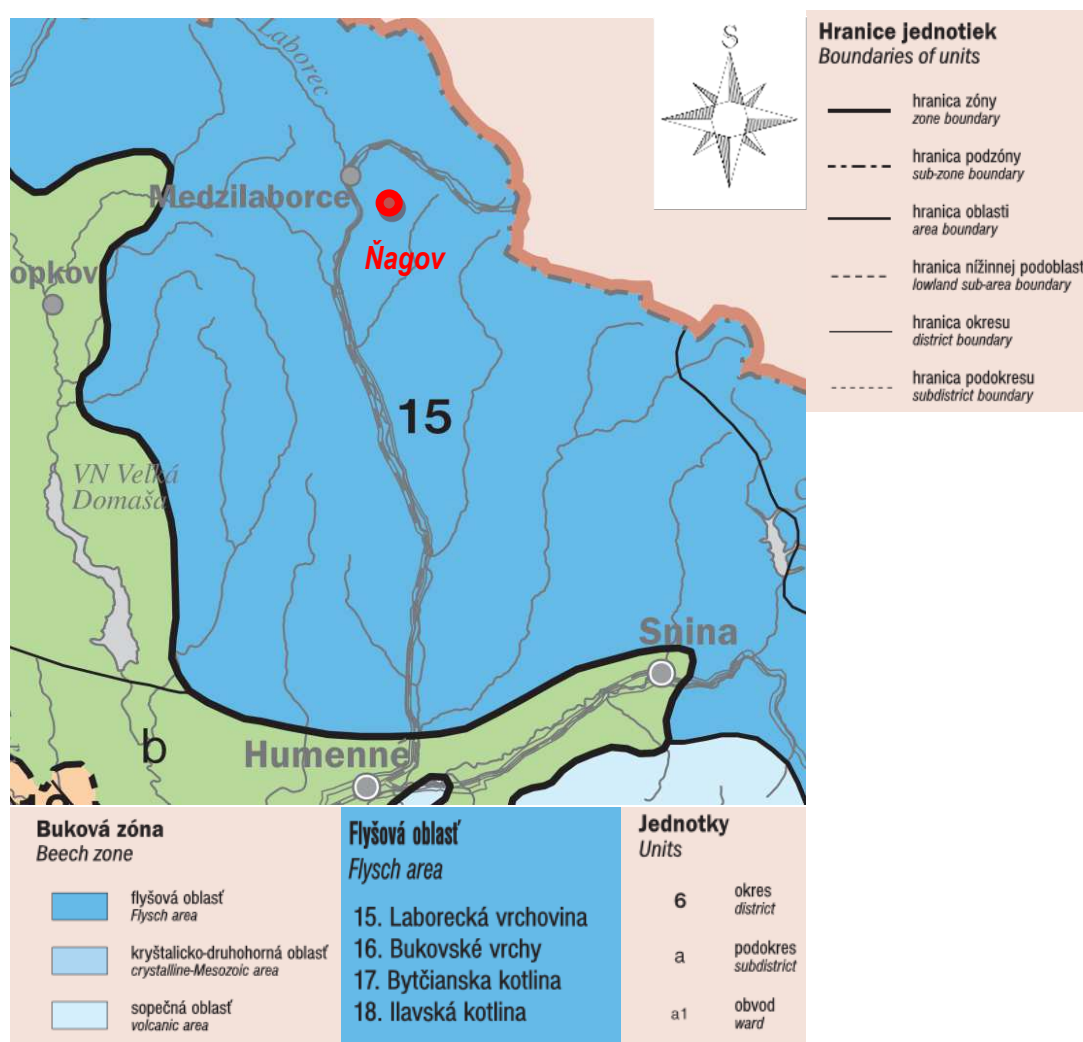 Laborec
S
Medzilaborce
Ňagov
opkov
15
VN Veľká
Domaša
Snina
b
Humenné
Hranice jednotiek
Boundaries of units
hranica zóny
zone boundary
hranica podzóny
sub-zone boundary
hranica oblasti
area boundary
hranica nížinnej podoblast
lowland sub-area boundary
hranica okresu
district boundary
hranica podokresu
subdistrict boundary
Buková zóna
Beech zone
flyšová oblasť
Flysch area
kryštalicko-druhohorná oblasť
crystalline-Mesozoic area
sopečná oblasť
volcanic area
Flyšová oblasť
Flysch area
15. Laborecká vrchovina
16. Bukovské vrchy
17. Bytčianska kotlina
18. Ilavská kotlina
Jednotky
Units
6
okres
district
a
podokres
subdistrict
a1
obvod
ward